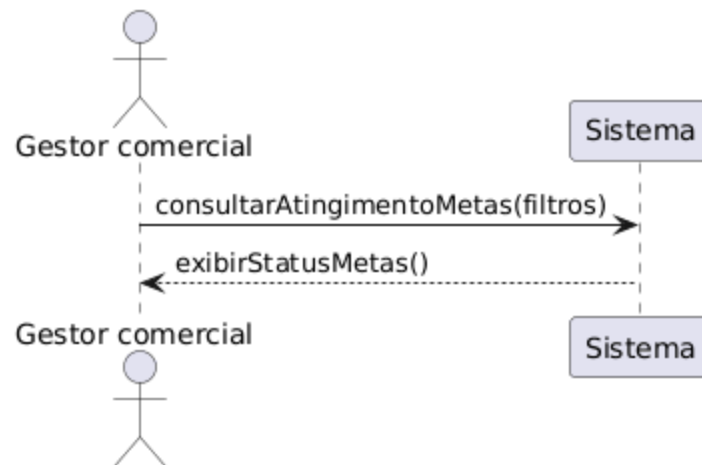 Gestor comercial
Sistema
consultarAtingimentoMetas(filtros)
exibirStatusMetas()
Gestor comercial
Sistema